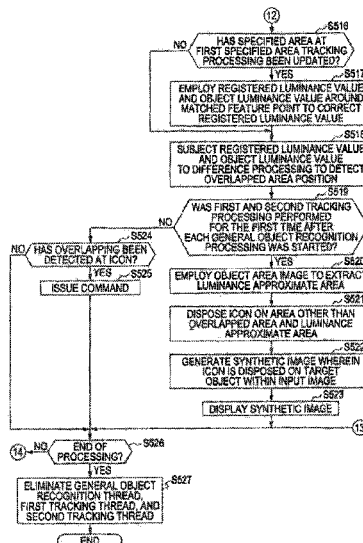 12
S516
HAS SPECIFIED AREA AT
FIRST SPECIFIED AREA TRACKING
PROCESSING BEEN UPDATED?
NO
YES
S517
EMPLOY REGISTERED LUMINANCE VALUE
AND OBJECT LUMINANCE VALUE AROUND
MATCHED FEATURE POINT TO CORRECT
REGISTERED LUMINANCE VALUE
S518
SUBJECT REGISTERED LUMINANCE VALUE
AND OBJECT LUMINANCE VALUE
TO DIFFERENCE PROCESSING TO DETECT
OVERLAPPED AREA POSITION
S519
WAS FIRST AND SECOND TRACKING
PROCESSING PERFORMED
FOR THE FIRST TIME AFTER
EACH GENERAL OBJECT RECOGNITION
PROCESSING WAS STARTED?
NO
YES
S520
EMPLOY OBJECT AREA IMAGE TO EXTRACT
LUMINANCE APPROXIMATE AREA
S521
DISPOSE ICON ON AREA OTHER THAN
OVERLAPPED AREA AND LUMINANCE
APPROXIMATE AREA
S522
GENERATE SYNTHETIC IMAGE WHEREIN
ICON IS DISPOSED ON TARGET
OBJECT WITHIN INPUT IMAGE
S523
DISPLAY SYNTHETIC IMAGE
13
S524
NO
HAS OVERLAPPING BEEN
DETECTED AT ICON?
YES
S525
ISSUE COMMAND
S526
14
NO
END OF
PROCESSING?
YES
S527
ELIMINATE GENERAL OBJECT
RECOGNITION THREAD,
FIRST TRACKING THREAD, AND
SECOND TRACKING THREAD
END